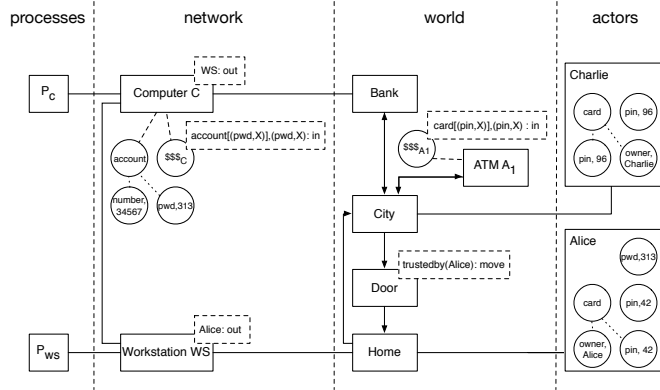 processes
network
world
actors
WS: out
P_C
Computer C
Bank
Charlie
card
pin, 96
pin, 96
owner,
Charlie
account[(pwd,X)],(pwd,X): in
card[(pin,X)],(pin,X) : in
account
$$$_C
$$$_A1
ATM A_1
number,
34567
pwd,313
City
Alice
pwd,313
trustedby(Alice): move
Door
card
pin,42
Alice: out
P_WS
Workstation WS
Home
owner,
Alice
pin, 42